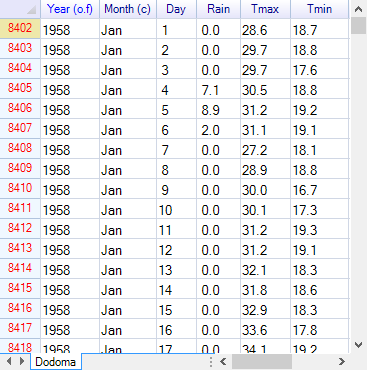 Year (o.f) Month (c) Day Rain Tmax Tmin
8402 1958 Jan 1 0.0 28.6 18.7
8403 1958 Jan 2 0.0 29.7 18.8
8404 1958 Jan 3 0.0 29.7 17.6
8405 1958 Jan 4 7.1 30.5 18.8
8406 1958 Jan 5 8.9 31.2 19.2
8407 1958 Jan 6 2.0 31.1 19.1
8408 1958 Jan 7 0.0 27.2 18.1
8409 1958 Jan 8 0.0 28.9 18.8
8410 1958 Jan 9 0.0 30.0 16.7
8411 1958 Jan 10 0.0 30.1 17.3
8412 1958 Jan 11 0.0 31.2 19.3
8413 1958 Jan 12 0.0 31.2 19.1
8414 1958 Jan 13 0.0 32.1 18.3
8415 1958 Jan 14 0.0 31.8 18.6
8416 1958 Jan 15 0.0 32.9 18.3
8417 1958 Jan 16 0.0 33.6 17.8
8418 1958 Jan 17 0.0 34.1 19.2
Dodoma